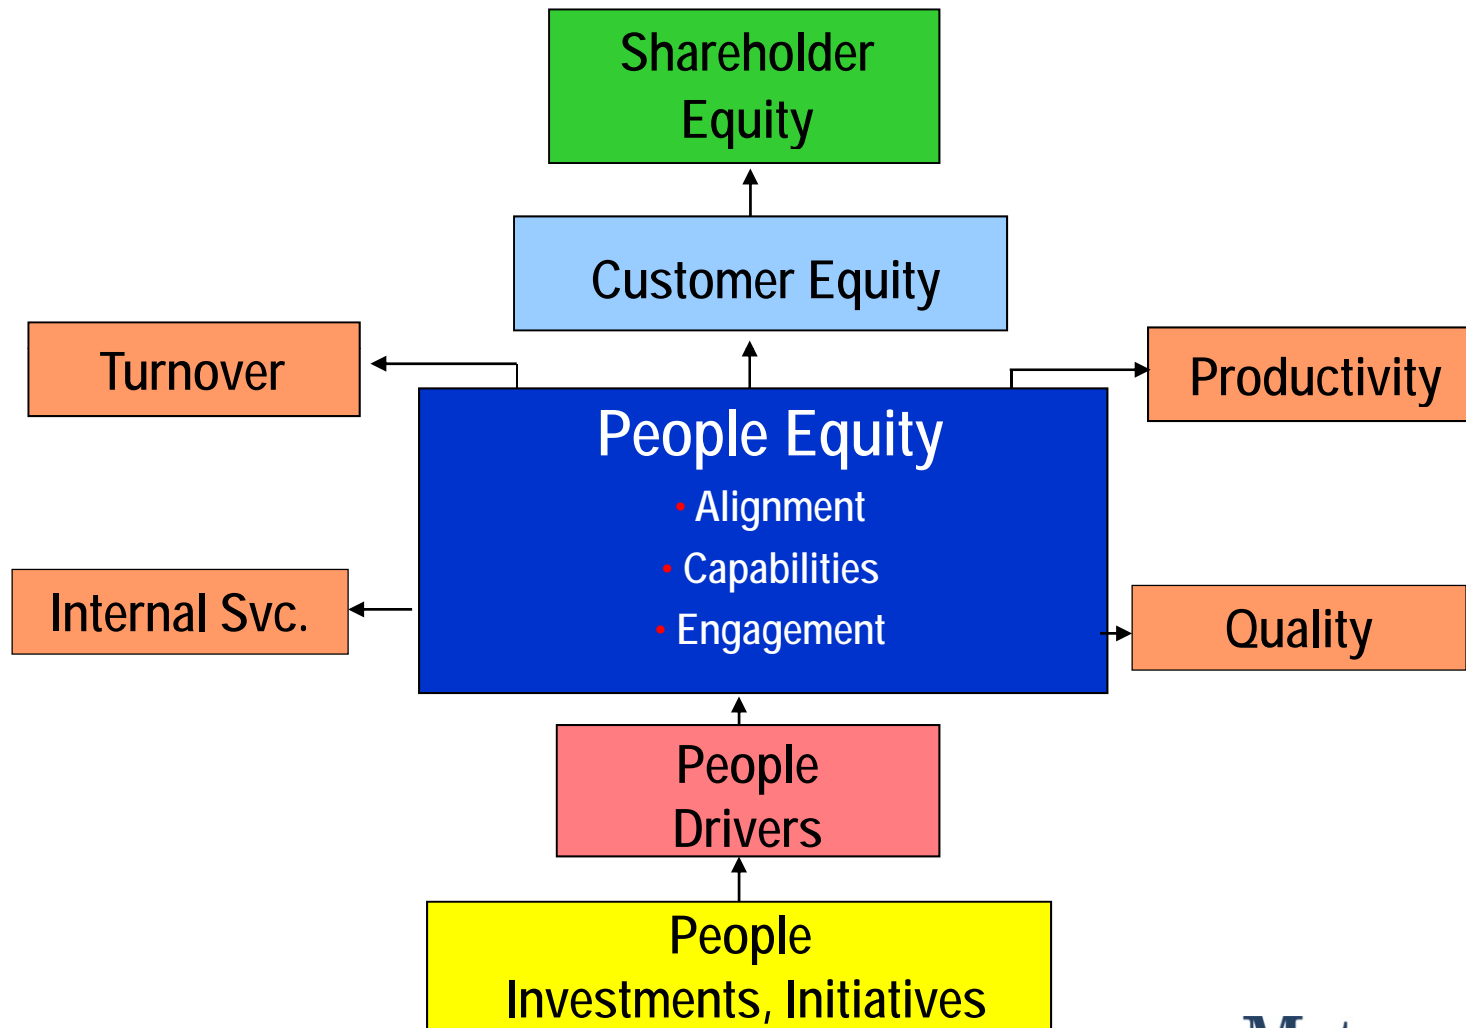 Shareholder
Equity
Customer Equity
Turnover
Productivity
People Equity
• Alignment
• Capabilities
• Engagement
Internal Svc.
Quality
People
Drivers
People
Investments, Initiatives